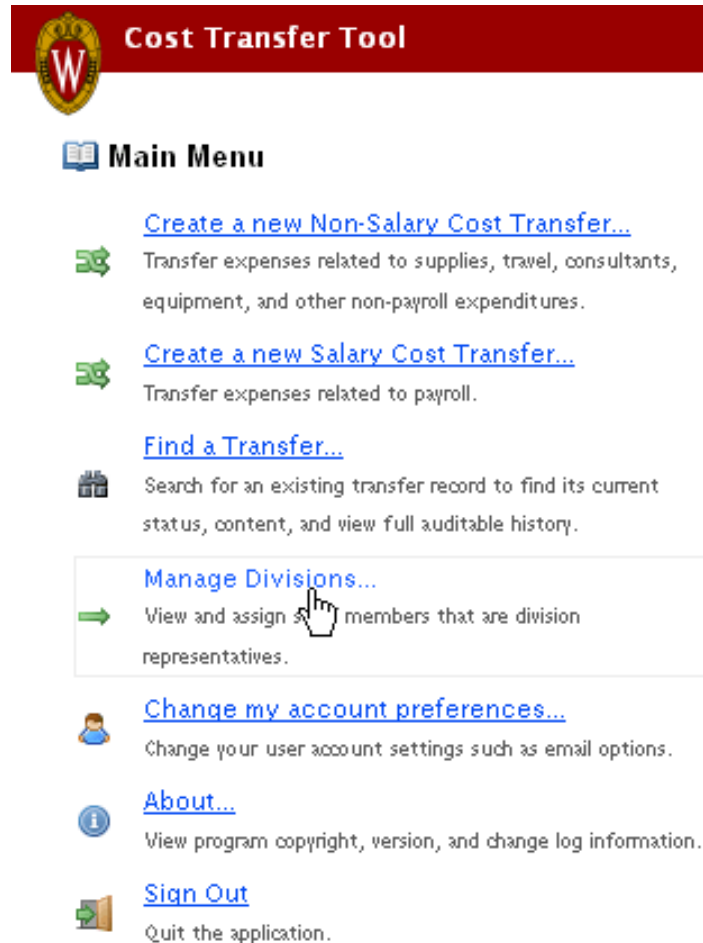 W
Cost Transfer Tool
Main Menu
Create a new Non-Salary Cost Transfer...
Transfer expenses related to supplies, travel, consultants,
equipment, and other non-payroll expenditures.
Create a new Salary Cost Transfer...
Transfer expenses related to payroll.
Find a Transfer...
Search for an existing transfer record to find its current
status, content, and view full auditable history.
Manage Divisions...
View and assign members that are division
representatives.
Change my account preferences...
Change your user account settings such as email options.
About...
View program copyright, version, and change log information.
Sign Out
Quit the application.